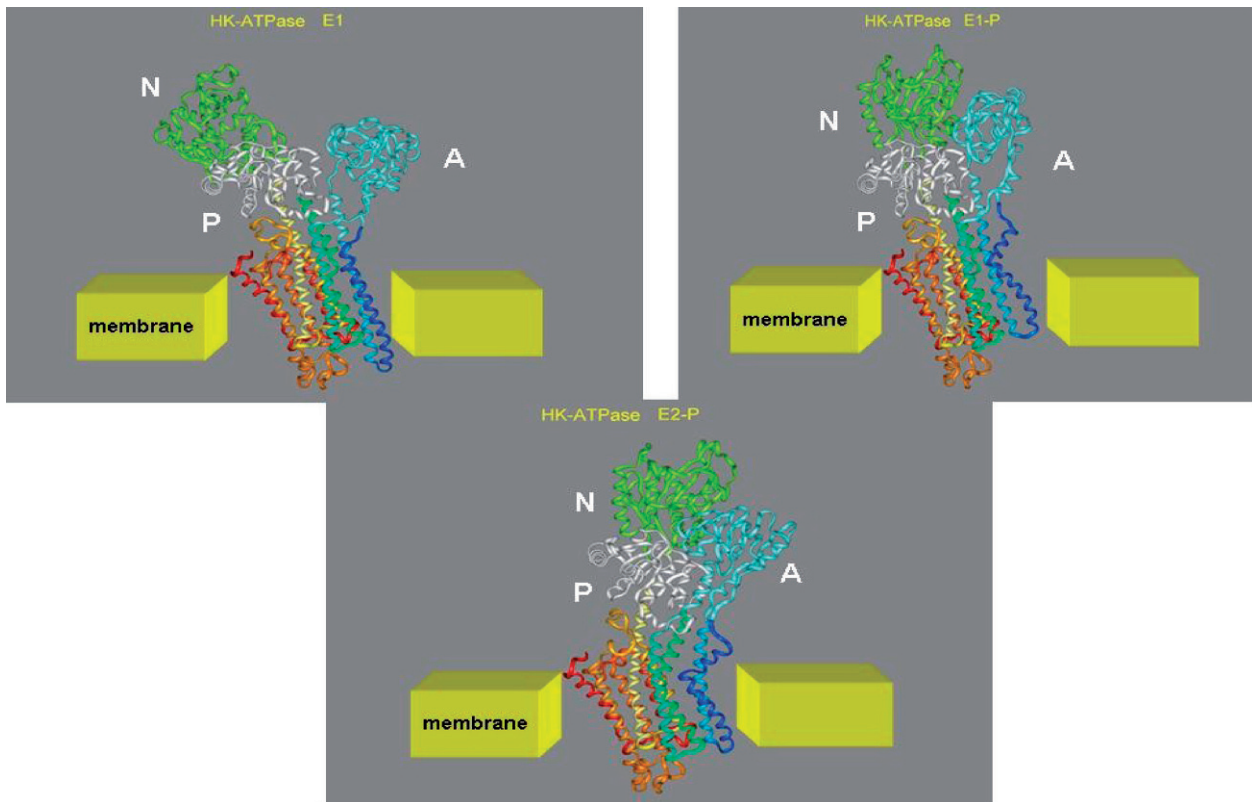 HK-ATPase E1
N
A
P
membrane
HK-ATPase E1-P
N
A
P
membrane
HK-ATPase E2-P
N
A
P
membrane